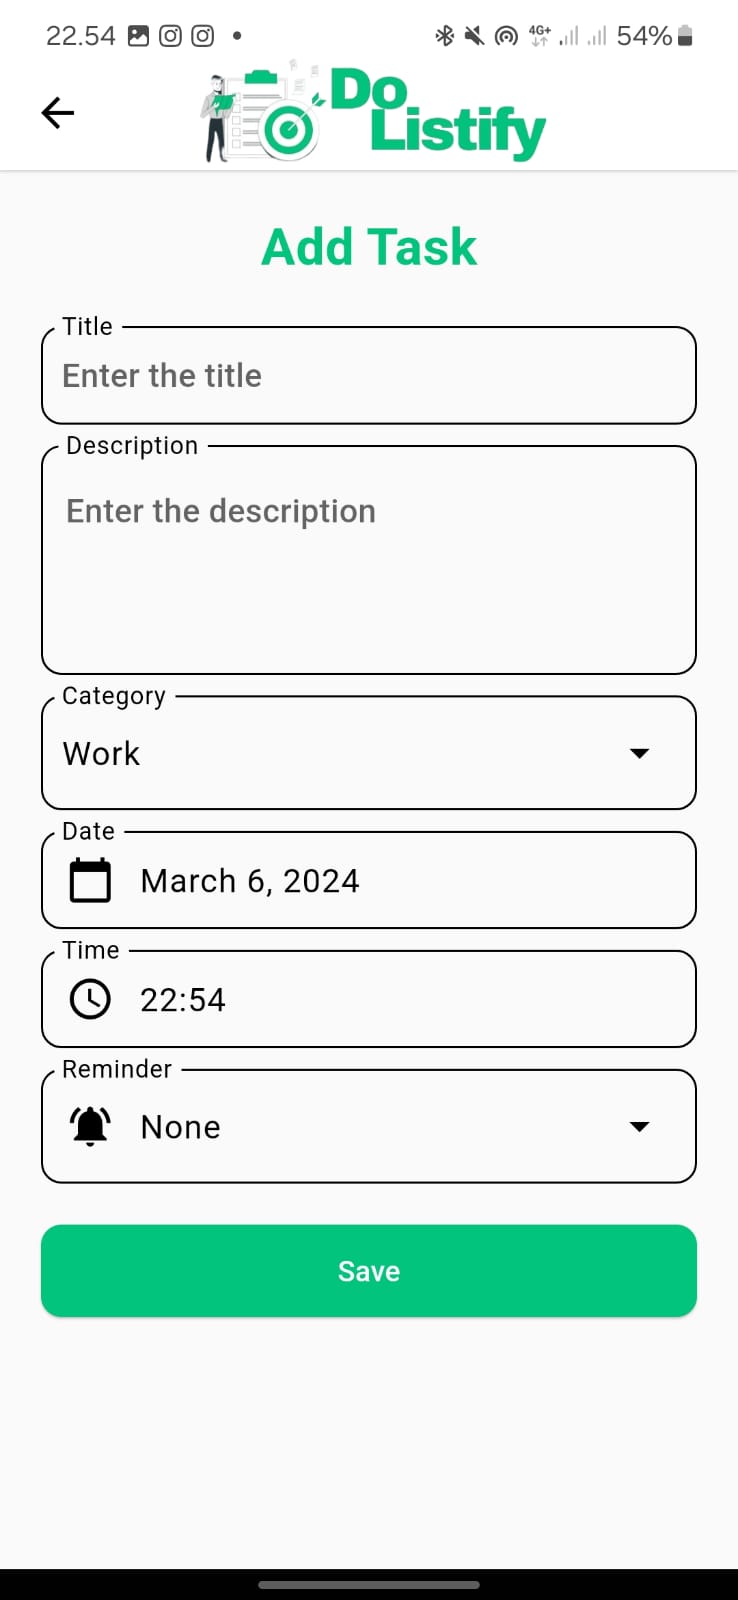 22.54
4G+
54%
Do
Listify
Add Task
Title
Enter the title
Description
Enter the description
Category
Work
Date
March 6, 2024
Time
22:54
Reminder
None
Save